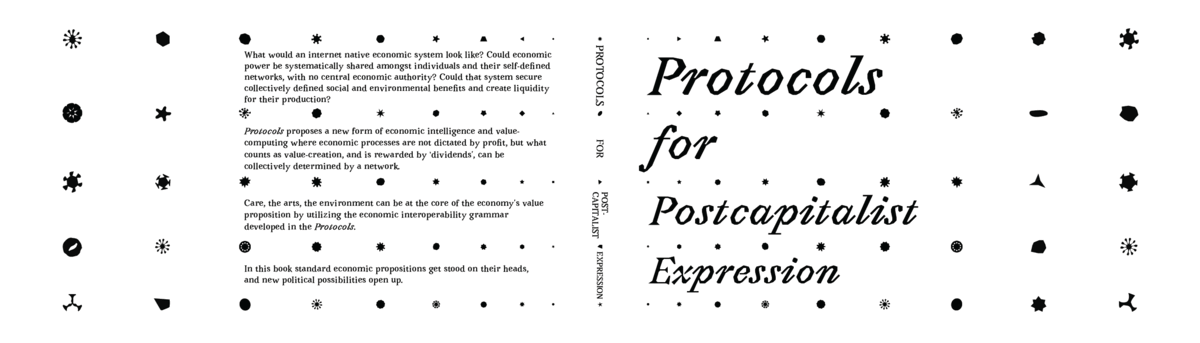 What would an internet native economic system look like? Could economic
power be systematically shared amongst individuals and their self-defined
networks, with no central economic authority? Could that system secure
collectively defined social and environmental benefits and create liquidity
for their production?
Protocols proposes a new form of economic intelligence and value-
computing where economic processes are not dictated by profit, but what
counts as value-creation, and is rewarded by 'dividends', can be
collectively determined by a network.
Care, the arts, the environment can be at the core of the economy's value
proposition by utilizing the economic interoperability grammar
developed in the Protocols.
In this book standard economic propositions get stood on their heads,
and new political possibilities open up.
PROTOCOLS
FOR
POST-
CAPITALIST
EXPRESSION
Protocols
for
Postcapitalist
Expression